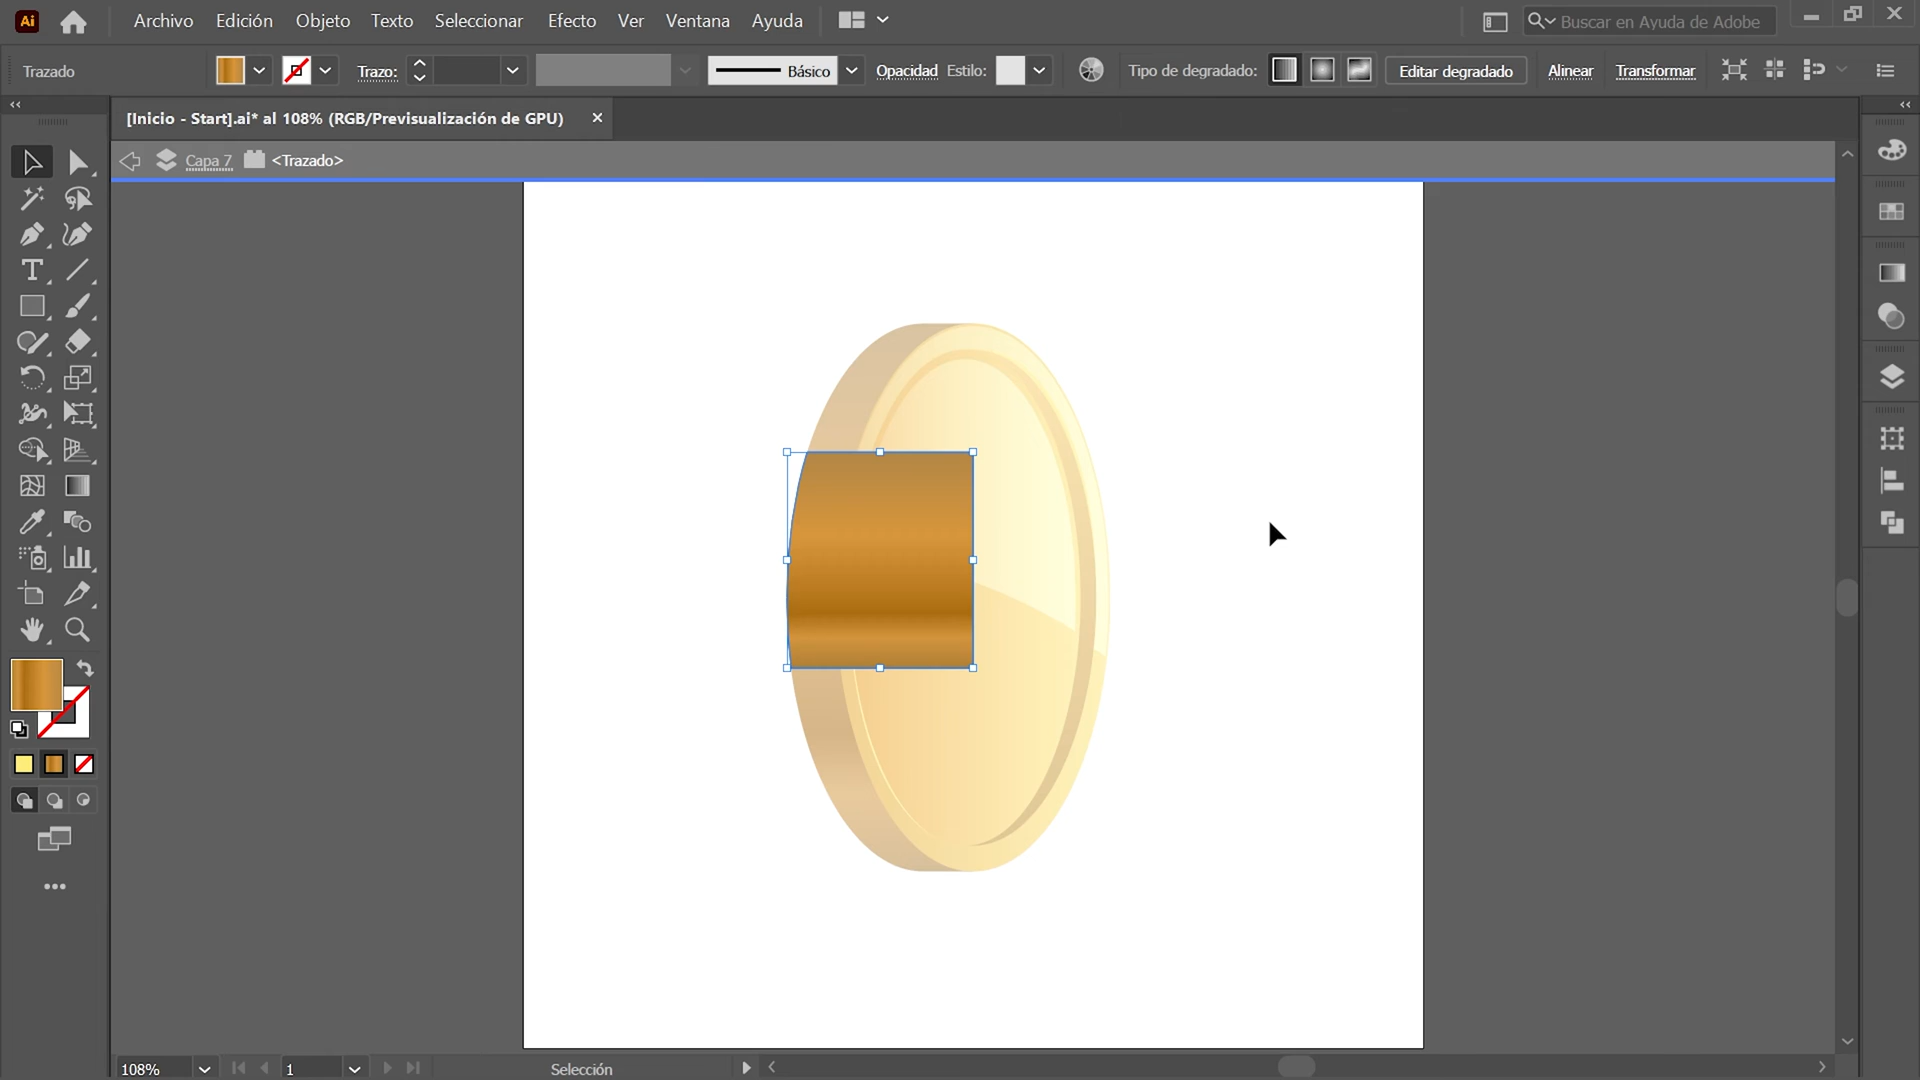 Ai Archivo Edición Objeto Texto Seleccionar Efecto Ver Ventana Ayuda Buscar en Ayuda de Adobe
Trazado Trazo: Básico Opacidad Estilo: Tipo de degradado: Editar degradado Alinear Transformar
[Inicio - Start].ai* al 108% (RGB/Previsualización de GPU)
Capa 7 <Trazado>
108% 1 Selección